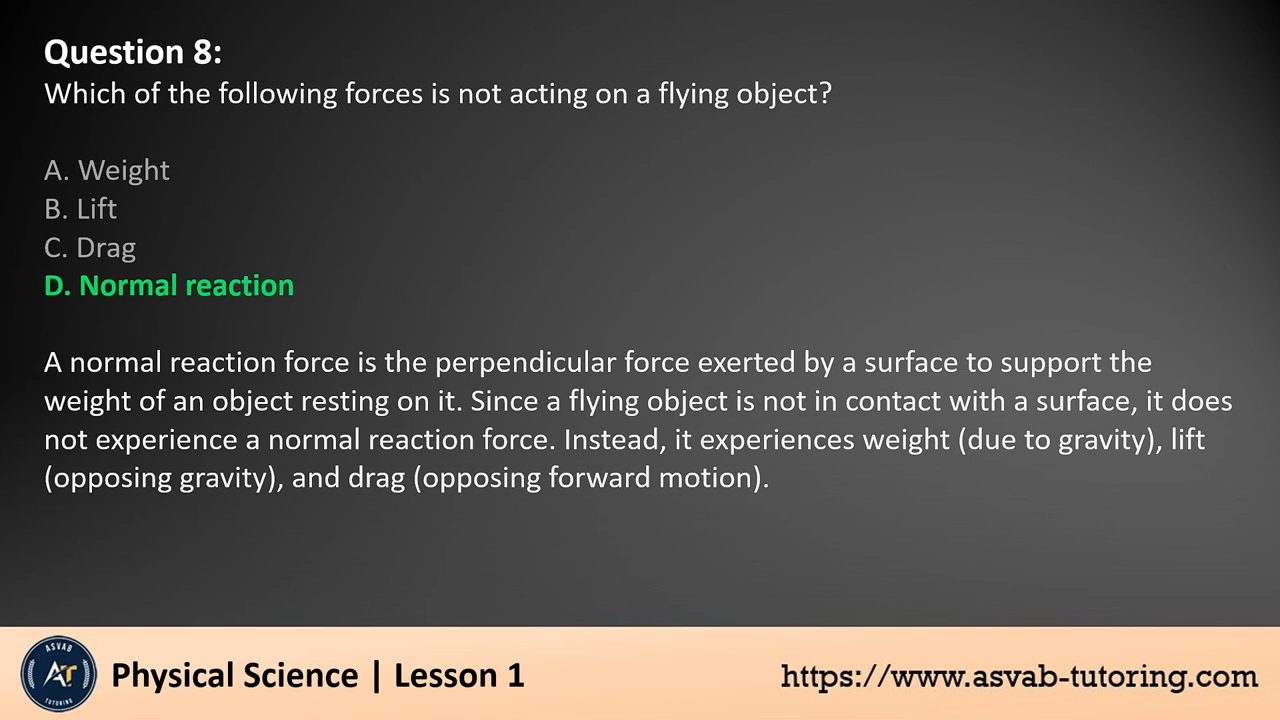 Question 8:
Which of the following forces is not acting on a flying object?
A. Weight
B. Lift
C. Drag
D. Normal reaction
A normal reaction force is the perpendicular force exerted by a surface to support the
weight of an object resting on it. Since a flying object is not in contact with a surface, it does
not experience a normal reaction force. Instead, it experiences weight (due to gravity), lift
(opposing gravity), and drag (opposing forward motion).
ASVAB
AT
TUTORING
Physical Science | Lesson 1
https://www.asvab-tutoring.com